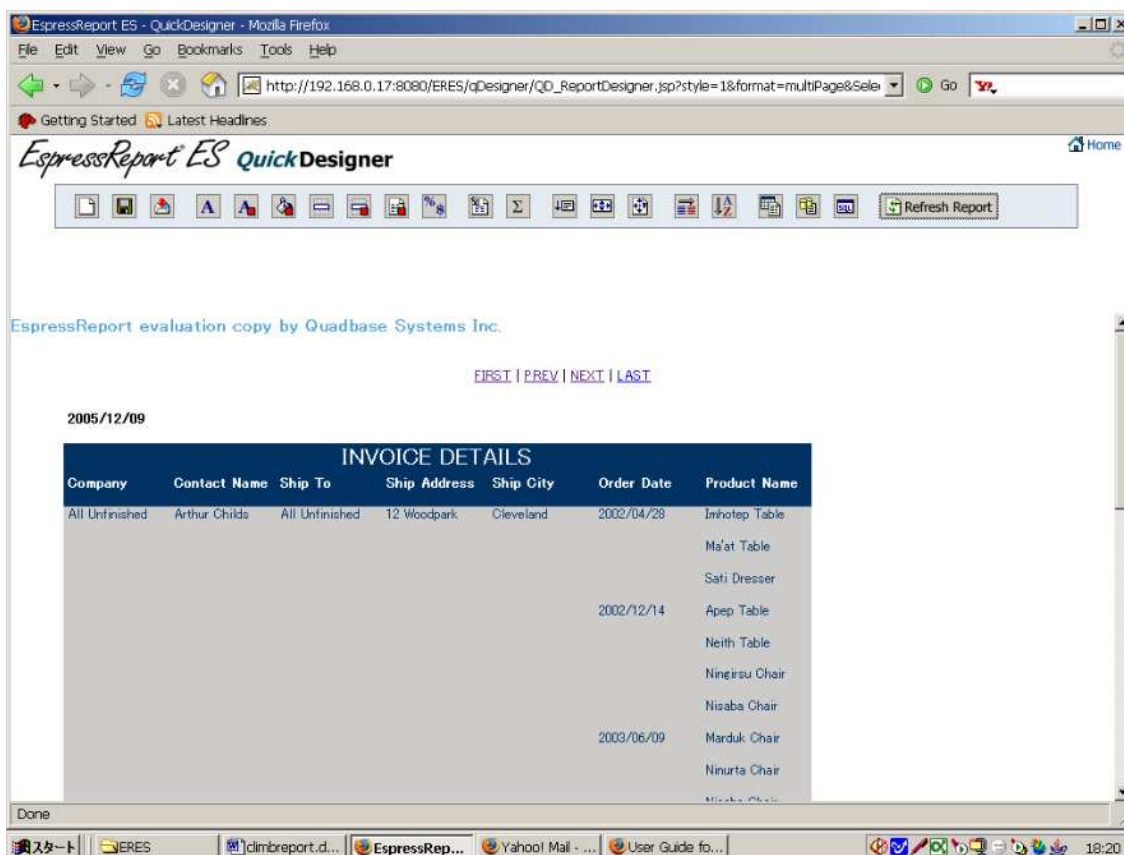 EspressReport ES - QuickDesigner - Mozilla Firefox
File Edit View Go Bookmarks Tools Help
http://192.168.0.17:8080/ERES/qDesigner/QD_ReportDesigner.jsp?style=1&format=multiPage&Sele Go
Getting Started Latest Headlines
EspressReport ES QuickDesigner Home
Refresh Report
EspressReport evaluation copy by Quadbase Systems Inc.
FIRST | PREV | NEXT | LAST
2005/12/09
INVOICE DETAILS
Company Contact Name Ship To Ship Address Ship City Order Date Product Name
All Unfinished Arthur Childs All Unfinished 12 Woodpark Cleveland 2002/04/28 Imhotep Table
Ma'at Table
Sati Dresser
2002/12/14 Apep Table
Neith Table
Ningirsu Chair
Nisaba Chair
2003/06/09 Marduk Chair
Ninurta Chair
Done
スタート ERES climbreport.d... EspressRep... Yahoo! Mail - ... User Guide fo... 18:20